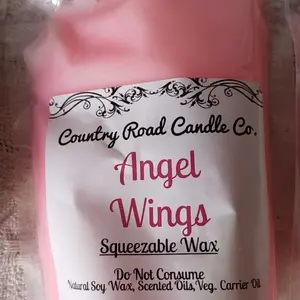 Country Road Candle Co.
Angel
Wings
Squeezable Wax
Do Not Consume
Natural Soy Wax, Scented Oils,Veg. Carrier Oil